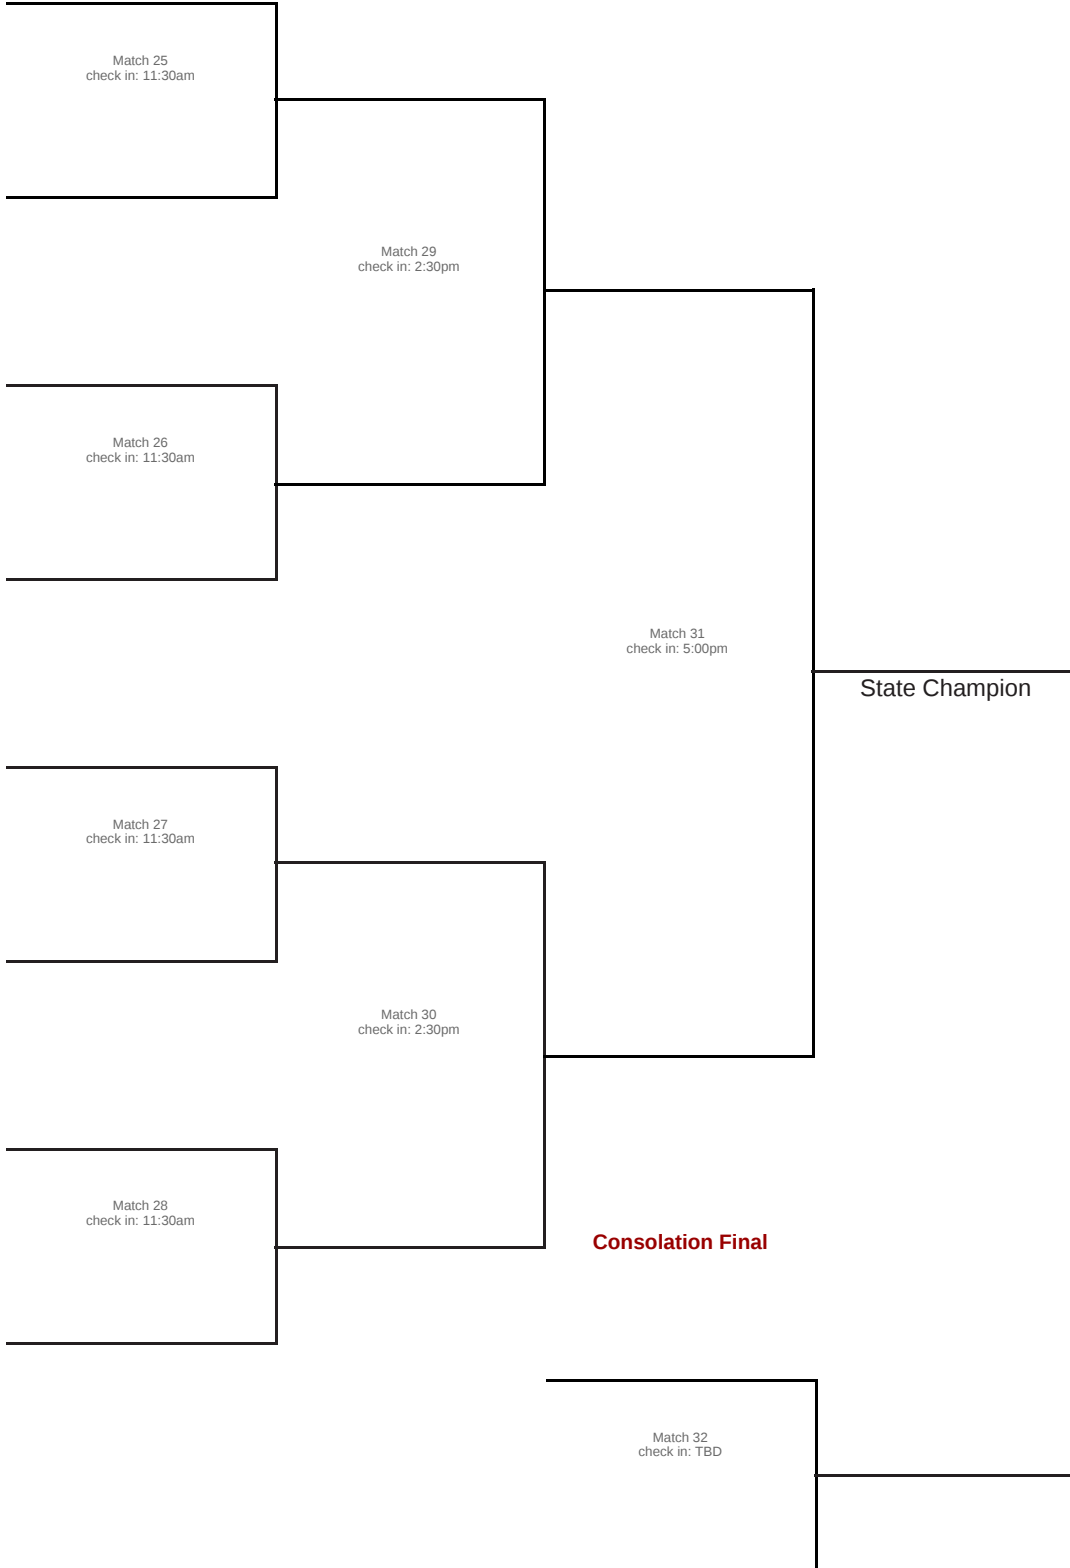 Match 25
check in: 11:30am
Match 29
check in: 2:30pm
Match 26
check in: 11:30am
Match 31
check in: 5:00pm
State Champion
Match 27
check in: 11:30am
Match 30
check in: 2:30pm
Match 28
check in: 11:30am
Consolation Final
Match 32
check in: TBD